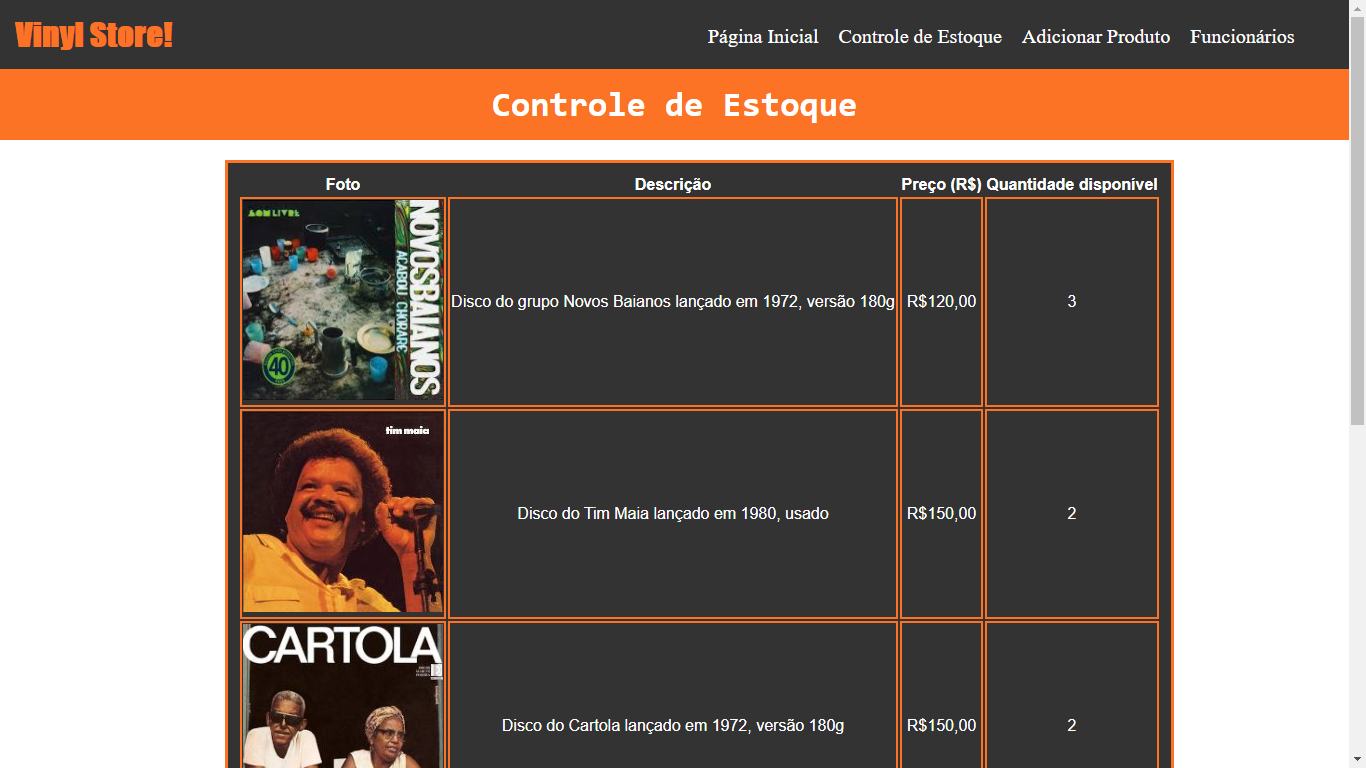 Vinyl Store!
Página Inicial Controle de Estoque Adicionar Produto Funcionários
Controle de Estoque
Foto Descrição Preço (R$) Quantidade disponível
SOM LIVRE
NOVOSBAIANOS
ACABOU CHORARE
40
Disco do grupo Novos Baianos lançado em 1972, versão 180g R$120,00 3
tim maia
Disco do Tim Maia lançado em 1980, usado R$150,00 2
CARTOLA
Disco do Cartola lançado em 1972, versão 180g R$150,00 2